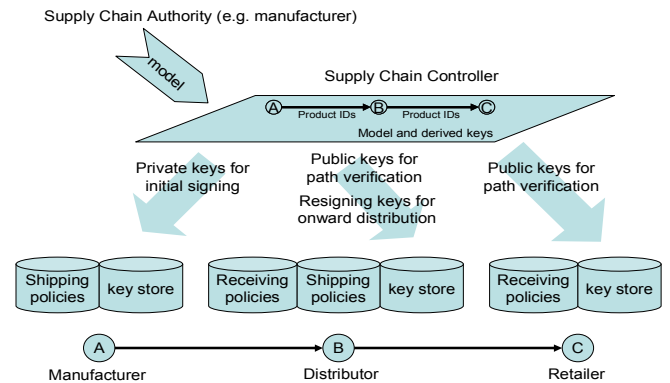 Supply Chain Authority (e.g. manufacturer)
model
Supply Chain Controller
A B C
Product IDs Product IDs
Model and derived keys
Private keys for
initial signing
Public keys for
path verification
Resigning keys for
onward distribution
Public keys for
path verification
Shipping
policies
key store
Receiving
policies
Shipping
policies
key store
Receiving
policies
key store
A B C
Manufacturer Distributor Retailer